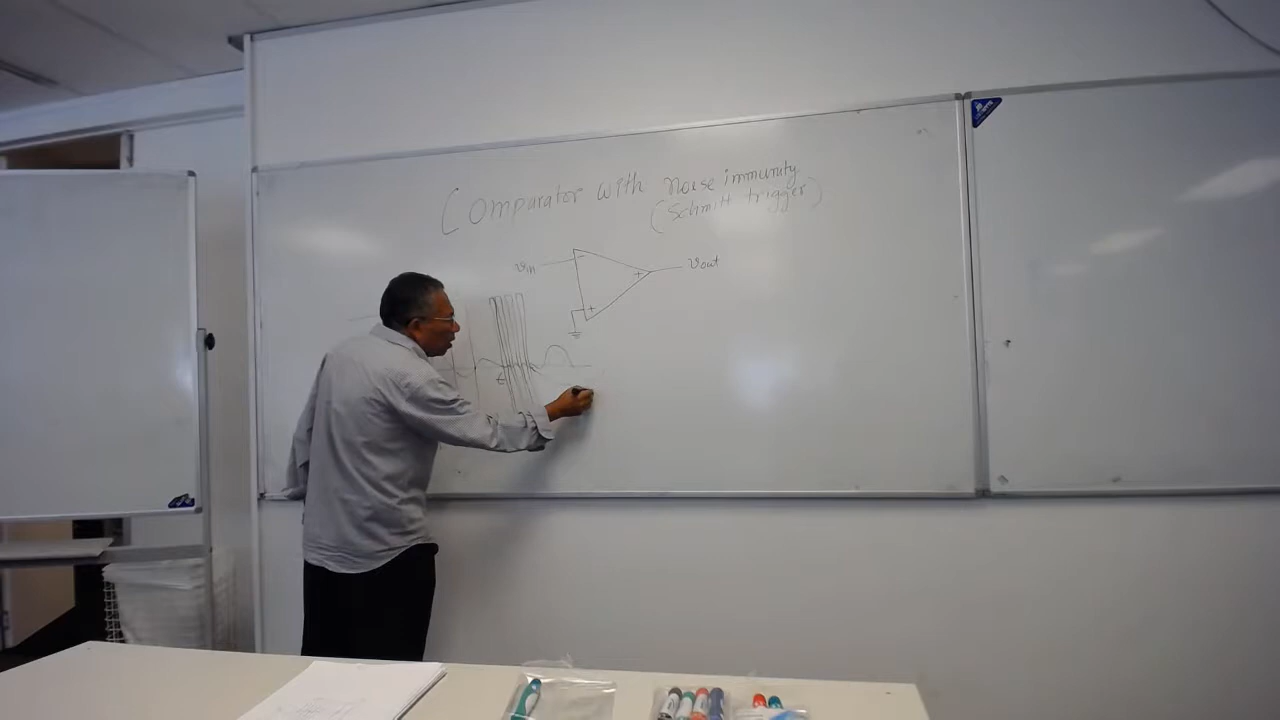 Comparator with noise immunity
(Schmitt trigger)
vin
vout
−
+
+